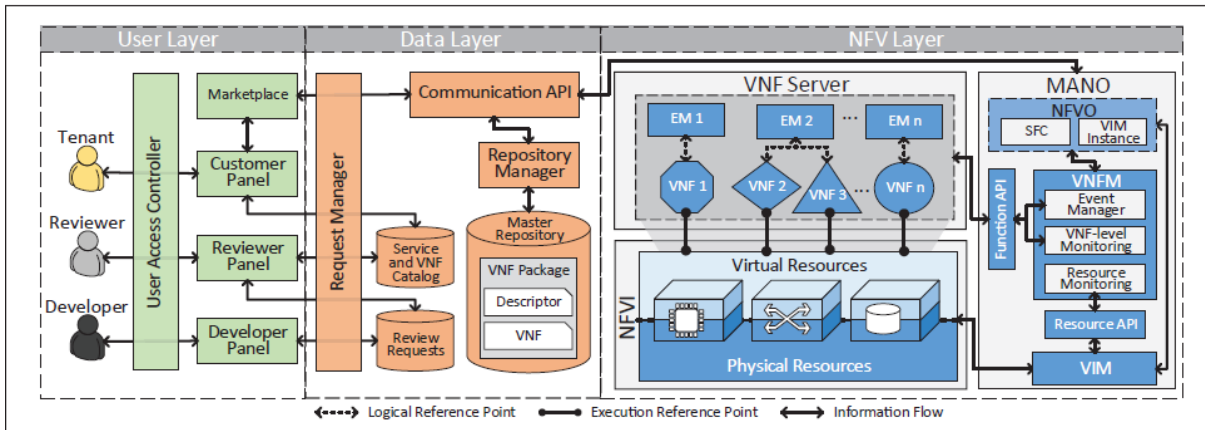 User Layer
Data Layer
NFV Layer
Tenant
Reviewer
Developer
User Access Controller
Marketplace
Customer
Panel
Reviewer
Panel
Developer
Panel
Request Manager
Communication API
Repository
Manager
Service
and VNF
Catalog
Review
Requests
Master
Repository
VNF Package
Descriptor
VNF
VNF Server
EM 1
EM 2
...
EM n
VNF 1
VNF 2
VNF 3
...
VNF n
NFVI
Virtual Resources
Physical Resources
MANO
NFVO
SFC
VIM
Instance
Function API
VNFM
Event
Manager
VNF-level
Monitoring
Resource
Monitoring
Resource API
VIM
Logical Reference Point
Execution Reference Point
Information Flow